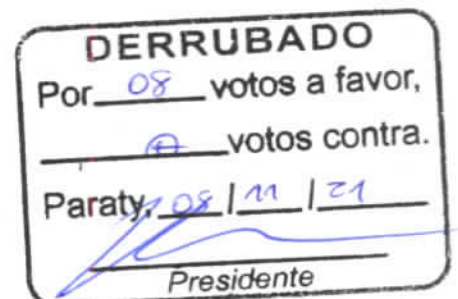 DERRUBADO
Por 08 votos a favor,
votos contra.
Paraty, 08 / 11 / 21
Presidente